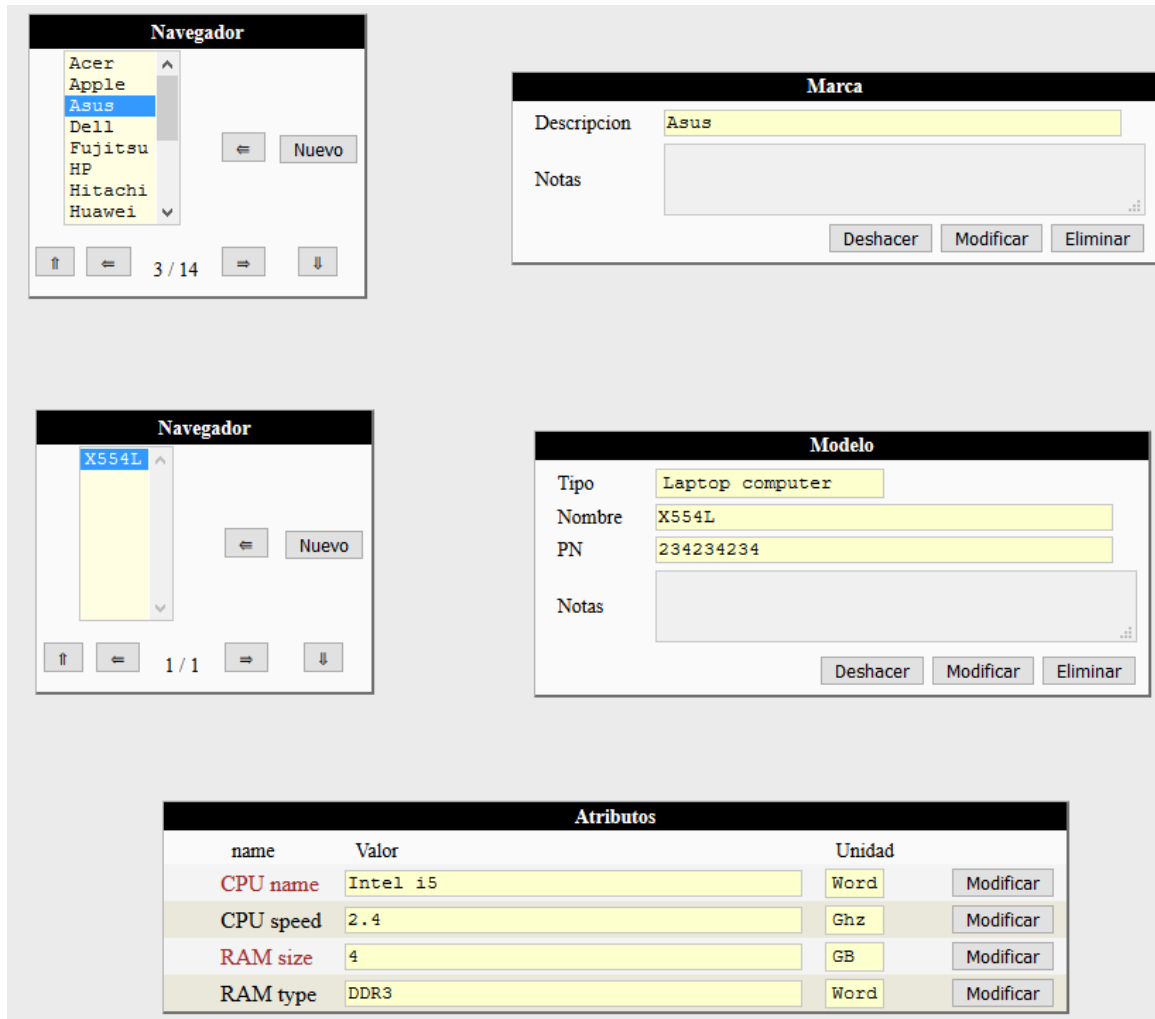 Navegador
Acer
Apple
Asus
Dell
Fujitsu
HP
Hitachi
Huawei
⇐ Nuevo
⇑ ⇐ 3 / 14 ⇒ ⇓
Marca
Descripcion Asus
Notas
Deshacer Modificar Eliminar
Navegador
X554L
⇐ Nuevo
⇑ ⇐ 1 / 1 ⇒ ⇓
Modelo
Tipo Laptop computer
Nombre X554L
PN 234234234
Notas
Deshacer Modificar Eliminar
Atributos
name Valor Unidad
CPU name Intel i5 Word Modificar
CPU speed 2.4 Ghz Modificar
RAM size 4 GB Modificar
RAM type DDR3 Word Modificar